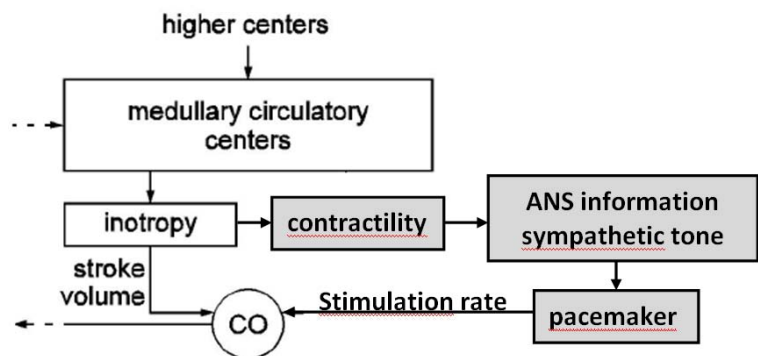 higher centers
medullary circulatory
centers
inotropy
contractility
ANS information
sympathetic tone
stroke
volume
CO
Stimulation rate
pacemaker